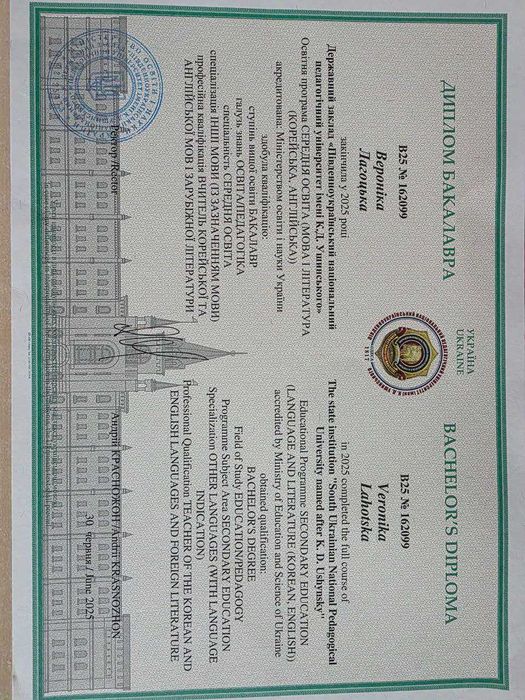 УКРАЇНА
UKRAINE
ДИПЛОМ БАКАЛАВРА
В25 № 162099
Вероніка
Лагоцька
закінчила у 2025 році
Державний заклад «Південноукраїнський національний
педагогічний університет імені К.Д. Ушинського»
Освітня програма СЕРЕДНЯ ОСВІТА (МОВА І ЛІТЕРАТУРА
(КОРЕЙСЬКА, АНГЛІЙСЬКА))
акредитована: Міністерством освіти і науки України
здобула кваліфікацію:
ступінь вищої освіти БАКАЛАВР
галузь знань ОСВІТА/ПЕДАГОГІКА
спеціальність СЕРЕДНЯ ОСВІТА
спеціалізація ІНШІ МОВИ (ІЗ ЗАЗНАЧЕННЯМ МОВИ)
професійна кваліфікація ВЧИТЕЛЬ КОРЕЙСЬКОЇ ТА
АНГЛІЙСЬКОЇ МОВ І ЗАРУБІЖНОЇ ЛІТЕРАТУРИ
Ректор /Rector
BACHELOR'S DIPLOMA
B25 № 162099
Veronika
Lahotska
in 2025 completed the full course of
The state institution "South Ukrainian National Pedagogical
University named after K. D. Ushynsky"
Educational Programme SECONDARY EDUCATION
(LANGUAGE AND LITERATURE (KOREAN, ENGLISH))
accredited by Ministry of Education and Science of Ukraine
obtained qualification:
BACHELOR'S DEGREE
Field of Study EDUCATION/PEDAGOGY
Programme Subject Area SECONDARY EDUCATION
Specialization OTHER LANGUAGES (WITH LANGUAGE
INDICATION)
Professional Qualification TEACHER OF THE KOREAN AND
ENGLISH LANGUAGES AND FOREIGN LITERATURE
Андрій КРАСНОЖОН/Andrii KRASNOZHON
30 червня / June 2025